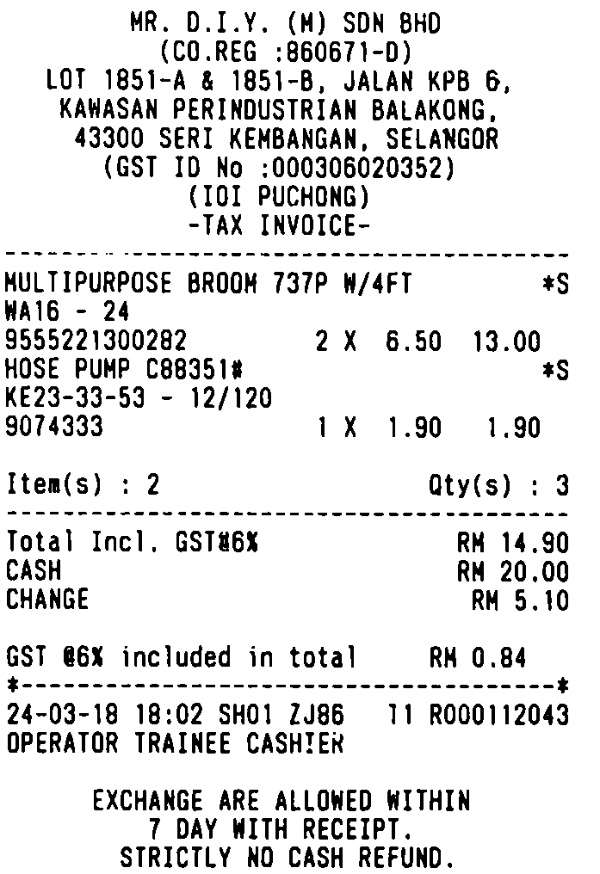 MR. D.I.Y. (M) SDN BHD
(CO.REG :860671-D)
LOT 1851-A & 1851-B, JALAN KPB 6,
KAWASAN PERINDUSTRIAN BALAKONG,
43300 SERI KEMBANGAN, SELANGOR
(GST ID No :000306020352)
(IOI PUCHONG)
-TAX INVOICE-
MULTIPURPOSE BROOM 737P W/4FT *S
WA16 - 24
9555221300282 2 X 6.50 13.00
HOSE PUMP C88351# *S
KE23-33-53 - 12/120
9074333 1 X 1.90 1.90
Item(s) : 2 Qty(s) : 3
Total Incl. GST@6% RM 14.90
CASH RM 20.00
CHANGE RM 5.10
GST @6% included in total RM 0.84
*--------------------------------------*
24-03-18 18:02 SH01 ZJ86 T1 R000112043
OPERATOR TRAINEE CASHIER
EXCHANGE ARE ALLOWED WITHIN
7 DAY WITH RECEIPT.
STRICTLY NO CASH REFUND.